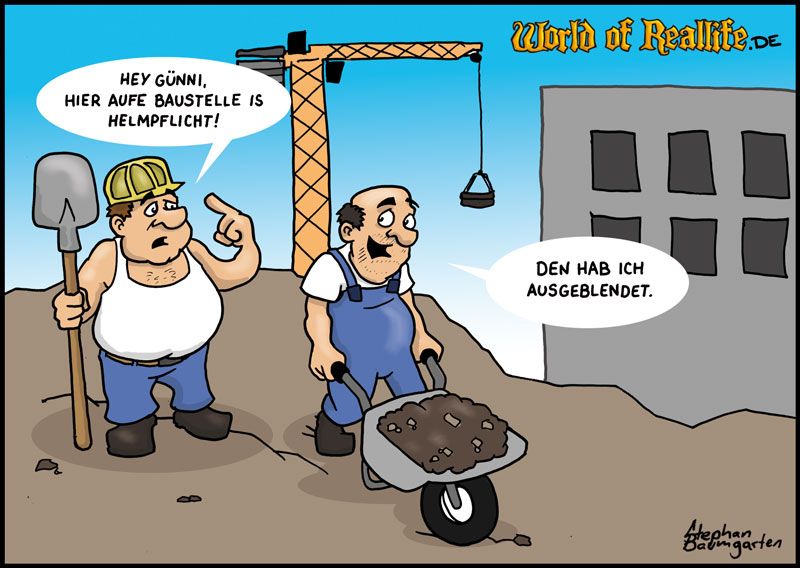 World of Reallife.DE
HEY GÜNNI,
HIER AUFE BAUSTELLE IS
HELMPFLICHT!
DEN HAB ICH
AUSGEBLENDET.
Stephan
Baumgarten